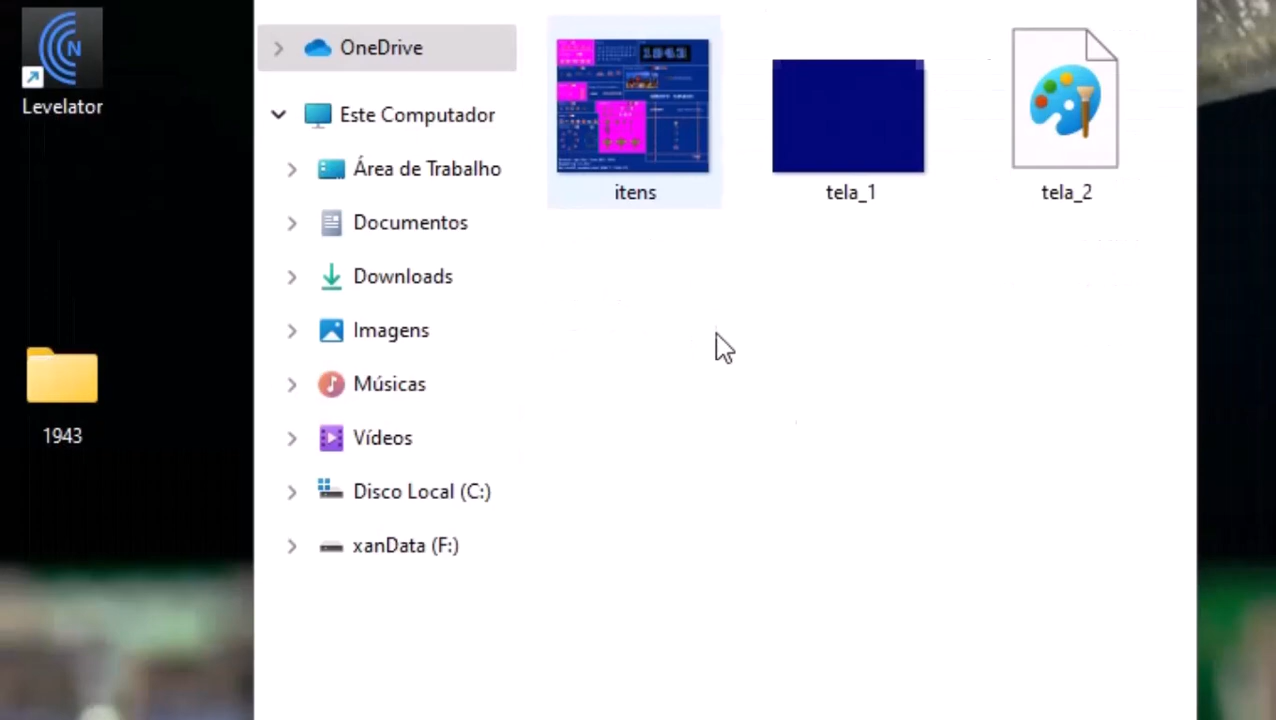 Levelator
1943
OneDrive
Este Computador
Área de Trabalho
Documentos
Downloads
Imagens
Músicas
Vídeos
Disco Local (C:)
xanData (F:)
1943
itens
tela_1
tela_2